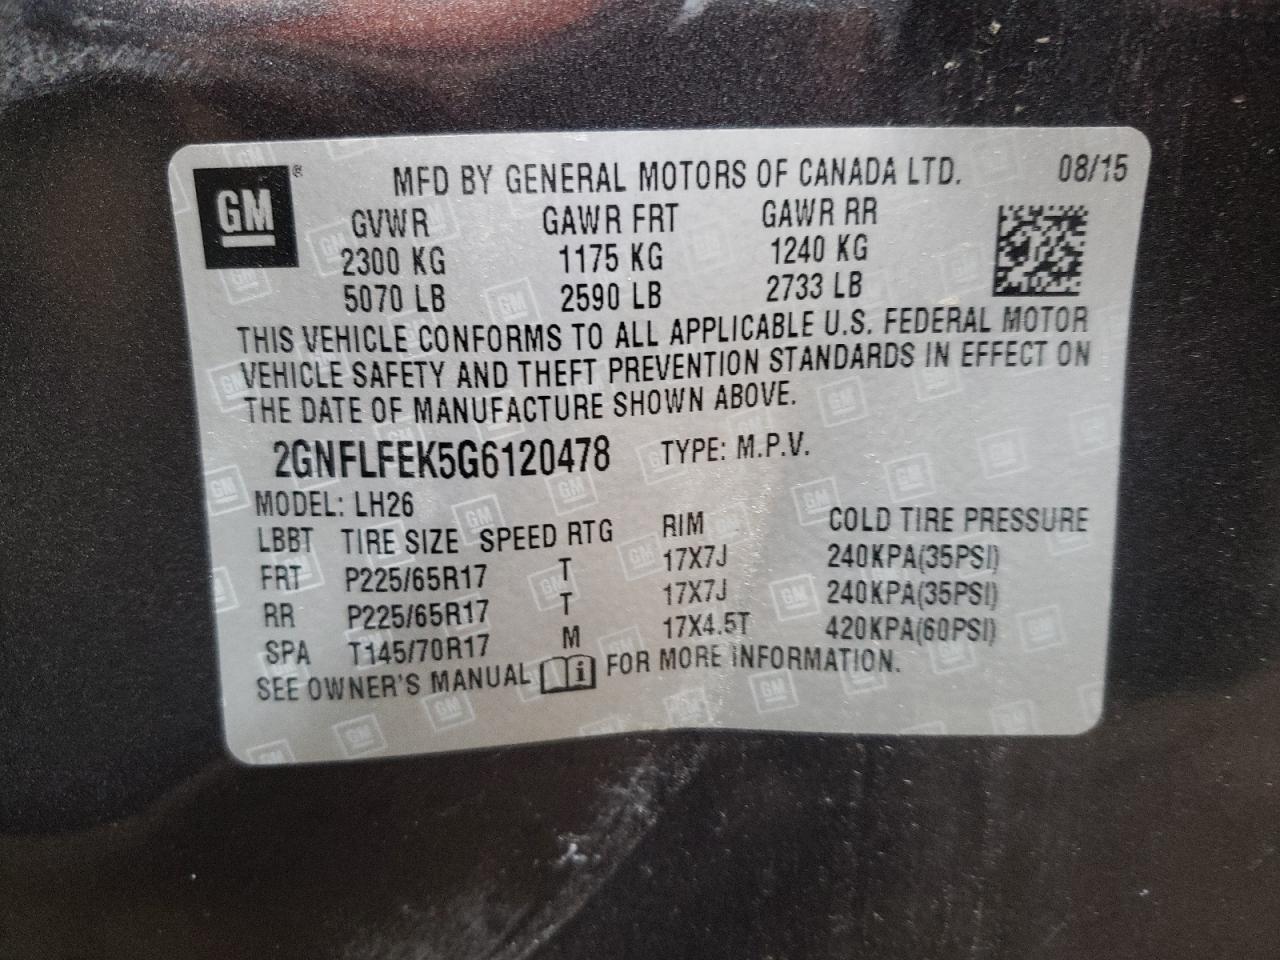 GM® MFD BY GENERAL MOTORS OF CANADA LTD. 08/15
GVWR GAWR FRT GAWR RR
2300 KG 1175 KG 1240 KG
5070 LB 2590 LB 2733 LB
THIS VEHICLE CONFORMS TO ALL APPLICABLE U.S. FEDERAL MOTOR
VEHICLE SAFETY AND THEFT PREVENTION STANDARDS IN EFFECT ON
THE DATE OF MANUFACTURE SHOWN ABOVE.
2GNFLFEK5G6120478 TYPE: M.P.V.
MODEL: LH26
LBBT TIRE SIZE SPEED RTG RIM COLD TIRE PRESSURE
FRT P225/65R17 T 17X7J 240KPA(35PSI)
RR P225/65R17 T 17X7J 240KPA(35PSI)
SPA T145/70R17 M 17X4.5T 420KPA(60PSI)
SEE OWNER'S MANUAL i FOR MORE INFORMATION.